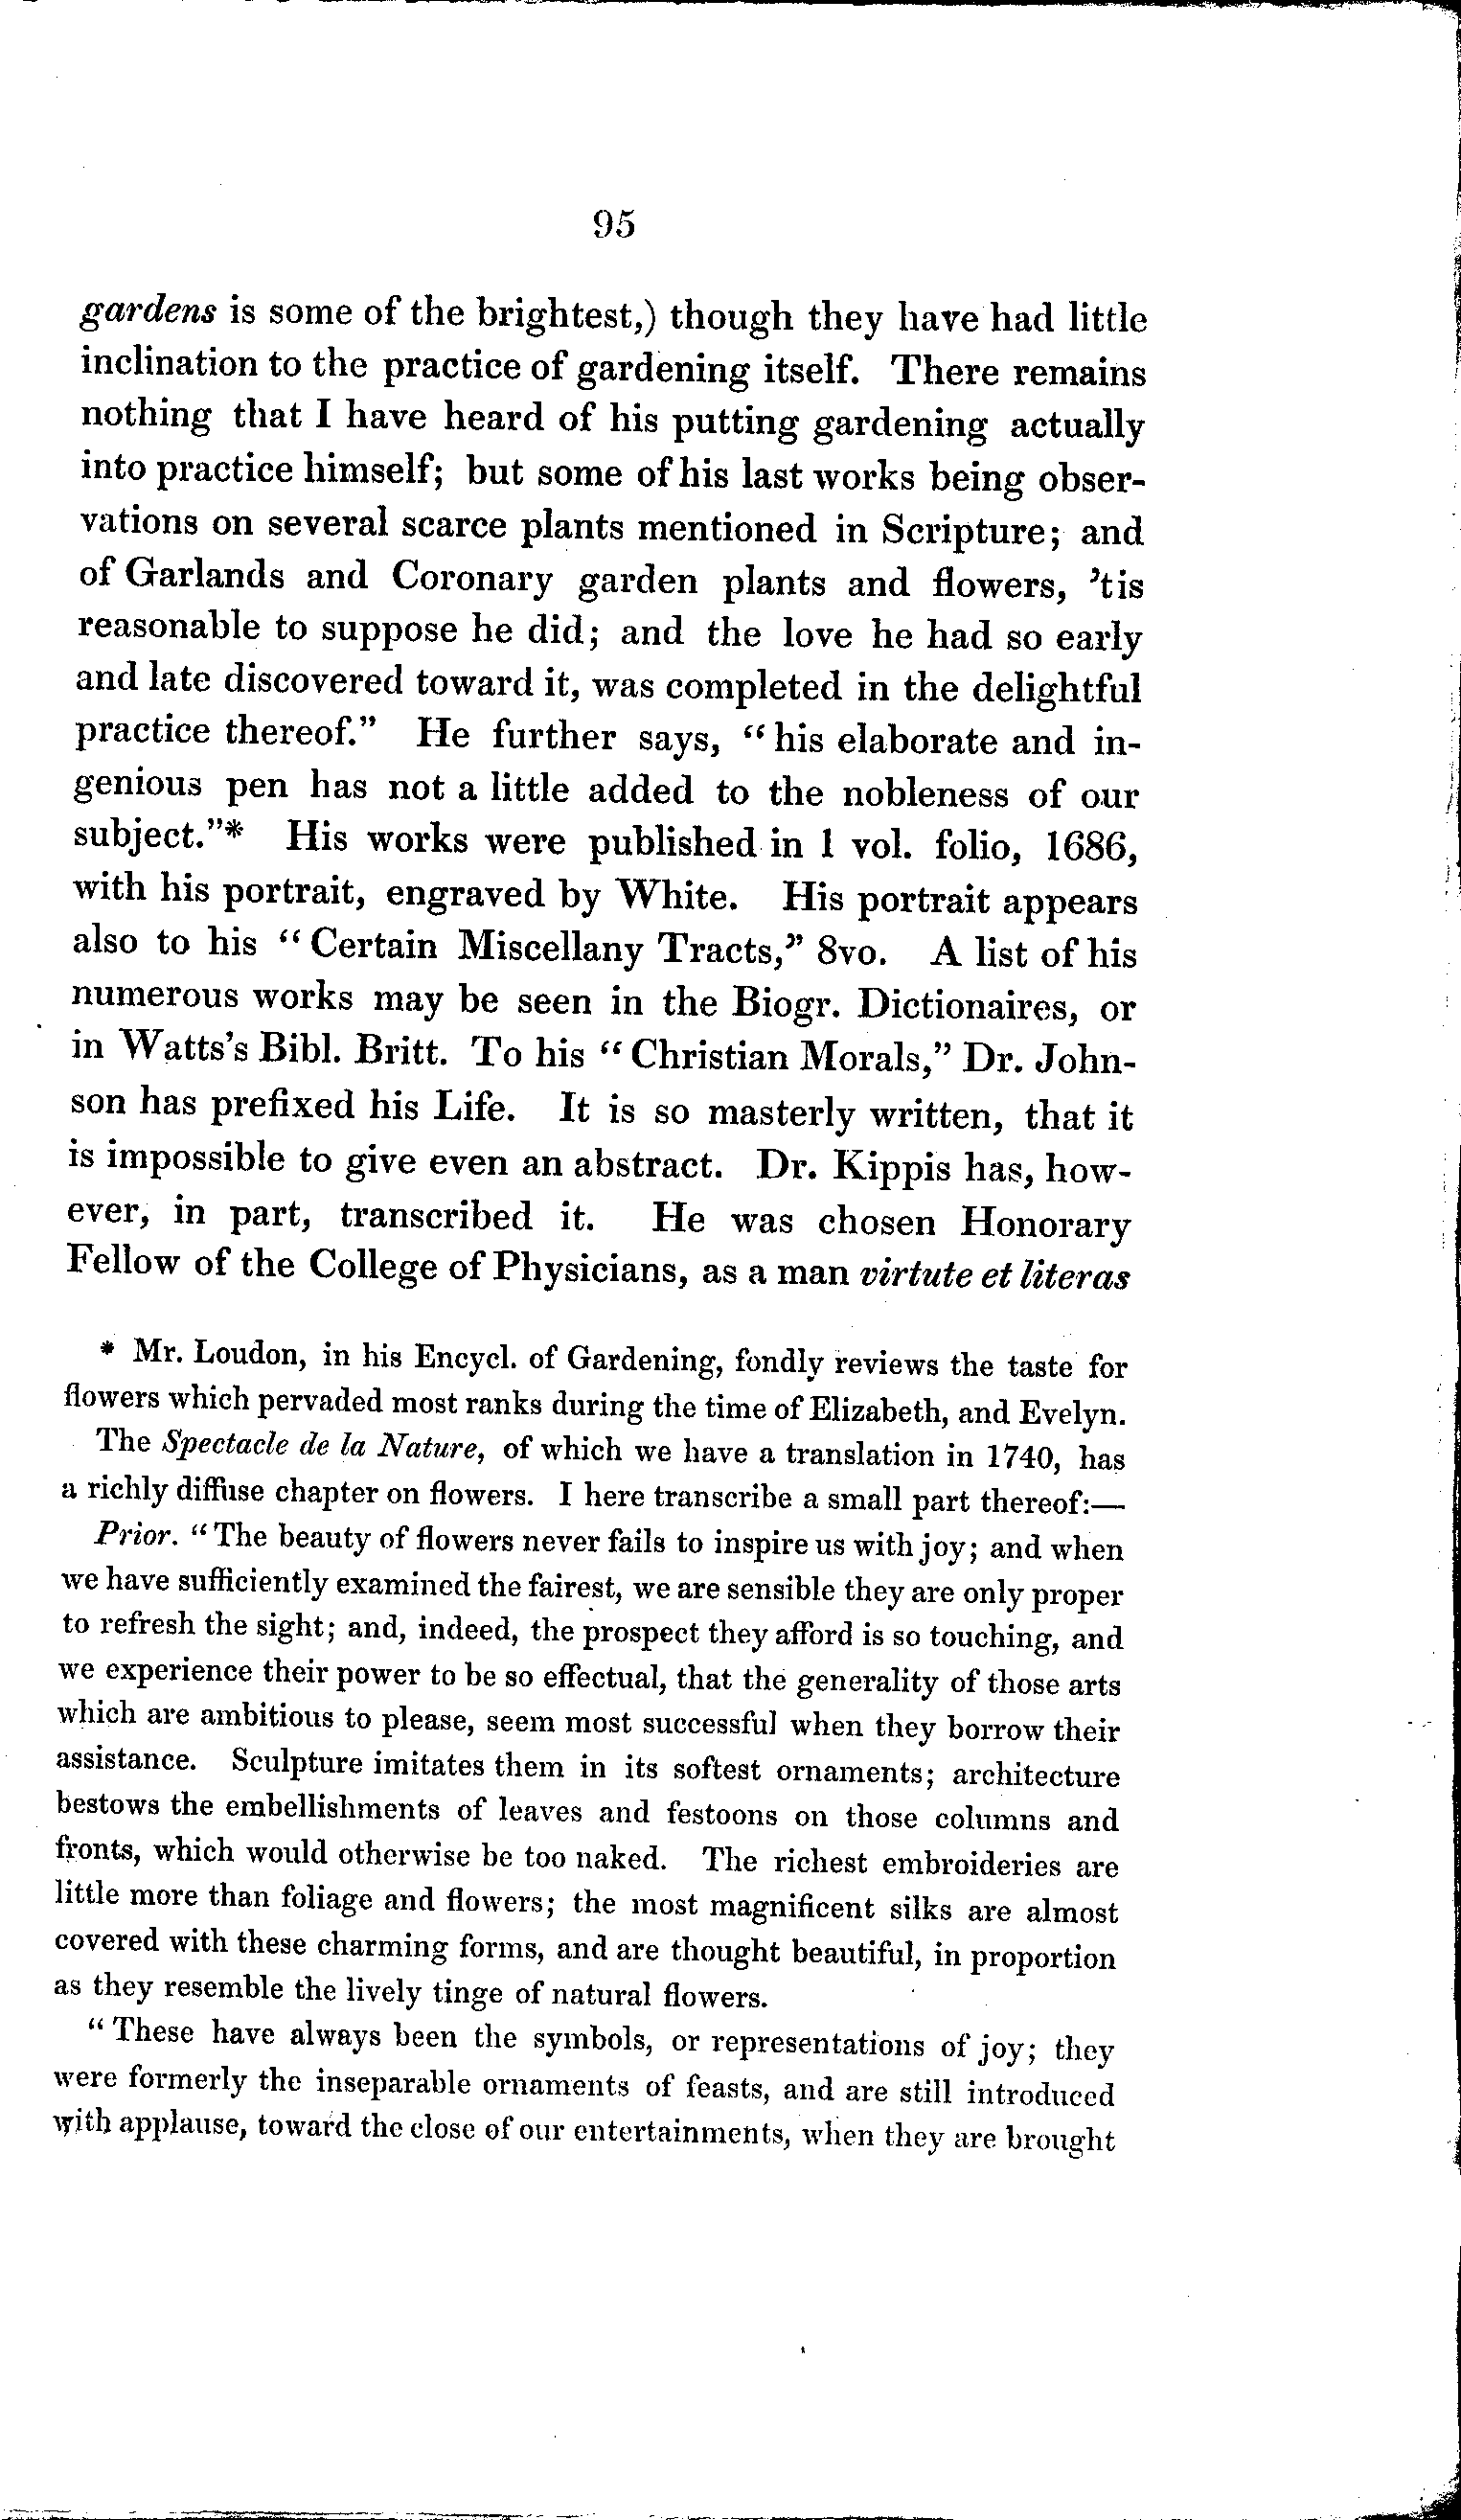 95
gardens is some of the brightest,) though they have had little
inclination to the practice of gardening itself. There remains
nothing that I have heard of his putting gardening actually
into practice himself; but some of his last works being obser-
vations on several scarce plants mentioned in Scripture; and
of Garlands and Coronary garden plants and flowers, 'tis
reasonable to suppose he did; and the love he had so early
and late discovered toward it, was completed in the delightful
practice thereof." He further says, "his elaborate and in-
genious pen has not a little added to the nobleness of our
subject."* His works were published in 1 vol. folio, 1686,
with his portrait, engraved by White. His portrait appears
also to his "Certain Miscellany Tracts," 8vo. A list of his
numerous works may be seen in the Biogr. Dictionaires, or
in Watts's Bibl. Britt. To his "Christian Morals," Dr. John-
son has prefixed his Life. It is so masterly written, that it
is impossible to give even an abstract. Dr. Kippis has, how-
ever, in part, transcribed it. He was chosen Honorary
Fellow of the College of Physicians, as a man virtute et literas
* Mr. Loudon, in his Encycl. of Gardening, fondly reviews the taste for
flowers which pervaded most ranks during the time of Elizabeth, and Evelyn.
The Spectacle de la Nature, of which we have a translation in 1740, has
a richly diffuse chapter on flowers. I here transcribe a small part thereof:—
Prior. "The beauty of flowers never fails to inspire us with joy; and when
we have sufficiently examined the fairest, we are sensible they are only proper
to refresh the sight; and, indeed, the prospect they afford is so touching, and
we experience their power to be so effectual, that the generality of those arts
which are ambitious to please, seem most successful when they borrow their
assistance. Sculpture imitates them in its softest ornaments; architecture
bestows the embellishments of leaves and festoons on those columns and
fronts, which would otherwise be too naked. The richest embroideries are
little more than foliage and flowers; the most magnificent silks are almost
covered with these charming forms, and are thought beautiful, in proportion
as they resemble the lively tinge of natural flowers.
"These have always been the symbols, or representations of joy; they
were formerly the inseparable ornaments of feasts, and are still introduced
with applause, toward the close of our entertainments, when they are brought